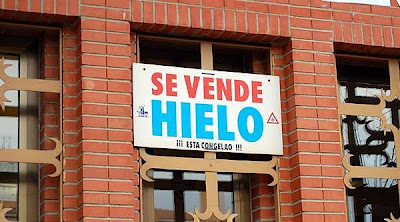 SE VENDE
HIELO
¡¡¡ ESTA CONGELAO !!!